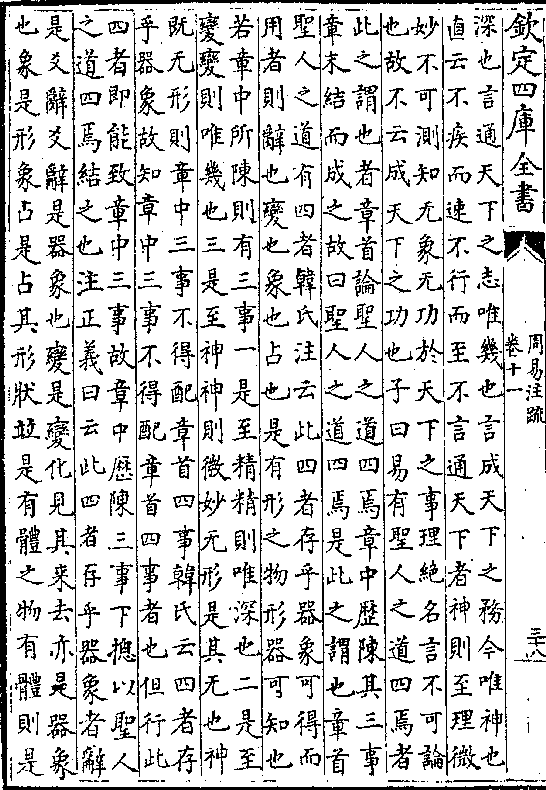 欽定四庫全書
周易注疏
卷十一
三十八
深也言通天下之志唯幾也言成天下之務今唯神也
直云不疾而速不行而至不言通天下者神則至理微
妙不可測知无象无功於天下之事理絶名言不可論
也故不云成天下之功也子曰易有聖人之道四焉者
此之謂也者章首論聖人之道四焉章中歴陳其三事
章末結而成之故曰聖人之道四焉是此之謂也章首
聖人之道有四者韓氏注云此四者存乎器象可得而
用者則辭也變也象也占也是有形之物形器可知也
若章中所陳則有三事一是至精精則唯深也二是至
變變則唯幾也三是至神神則微妙无形是其无也神
既无形則章中三事不得配章首四事韓氏云四者存
乎器象故知章中三事不得配章首四事者也但行此
四者即能致章中三事故章中歴陳三事下揔以聖人
之道四焉結之也注正義曰云此四者存乎器象者辭
是爻辭爻辭是器象也變是變化見其来去亦是器象
也象是形象占是占其形狀竝是有體之物有體則是